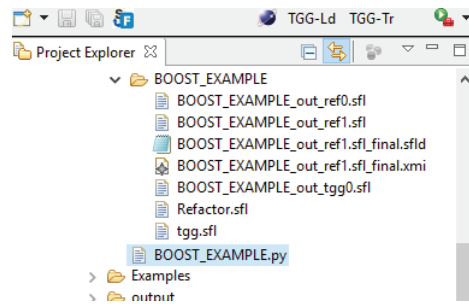 TGG-Ld TGG-Tr
Project Explorer
BOOST_EXAMPLE
BOOST_EXAMPLE_out_ref0.sfl
BOOST_EXAMPLE_out_ref1.sfl
BOOST_EXAMPLE_out_ref1.sfl_final.sfld
BOOST_EXAMPLE_out_ref1.sfl_final.xmi
BOOST_EXAMPLE_out_tgg0.sfl
Refactor.sfl
tgg.sfl
BOOST_EXAMPLE.py
Examples
output